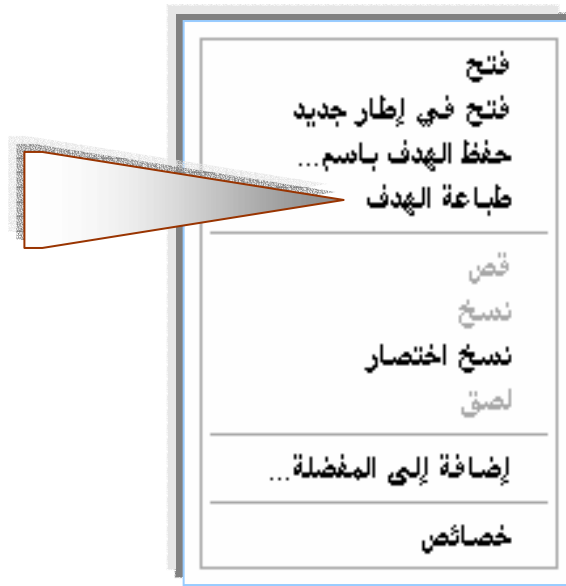 فتح
فتح في إطار جديد
حفظ الهدف باسم...
طباعة الهدف
قص
نسخ
نسخ اختصار
لصق
إضافة إلى المفضلة...
خصائص